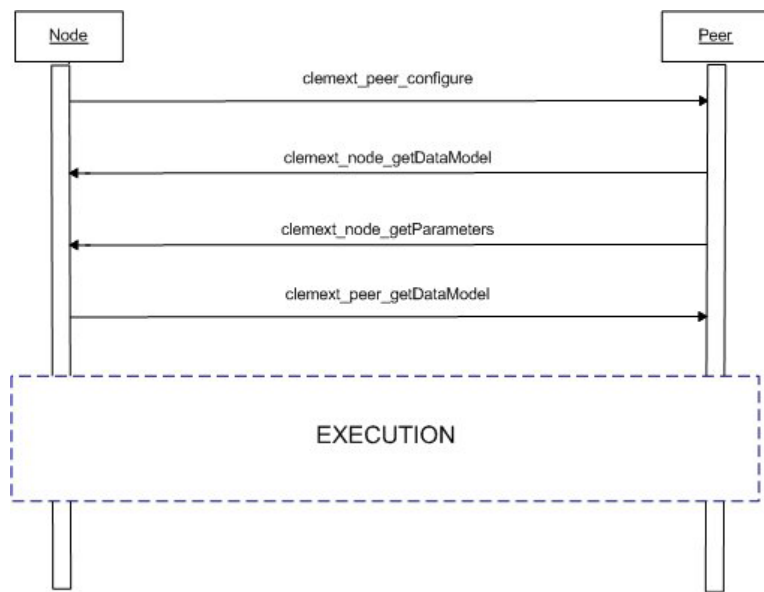 Node
Peer
clemext_peer_configure
clemext_node_getDataModel
clemext_node_getParameters
clemext_peer_getDataModel
EXECUTION